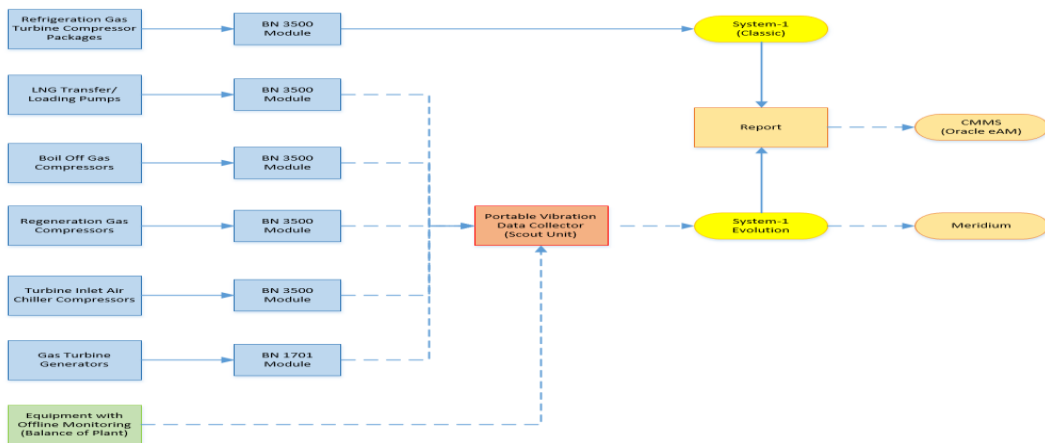 Refrigeration Gas
Turbine Compressor
Packages
BN 3500
Module
System-1
(Classic)
LNG Transfer/
Loading Pumps
BN 3500
Module
Report
CMMS
(Oracle eAM)
Boil Off Gas
Compressors
BN 3500
Module
Regeneration Gas
Compressors
BN 3500
Module
Portable Vibration
Data Collector
(Scout Unit)
System-1
Evolution
Meridium
Turbine Inlet Air
Chiller Compressors
BN 3500
Module
Gas Turbine
Generators
BN 1701
Module
Equipment with
Offline Monitoring
(Balance of Plant)